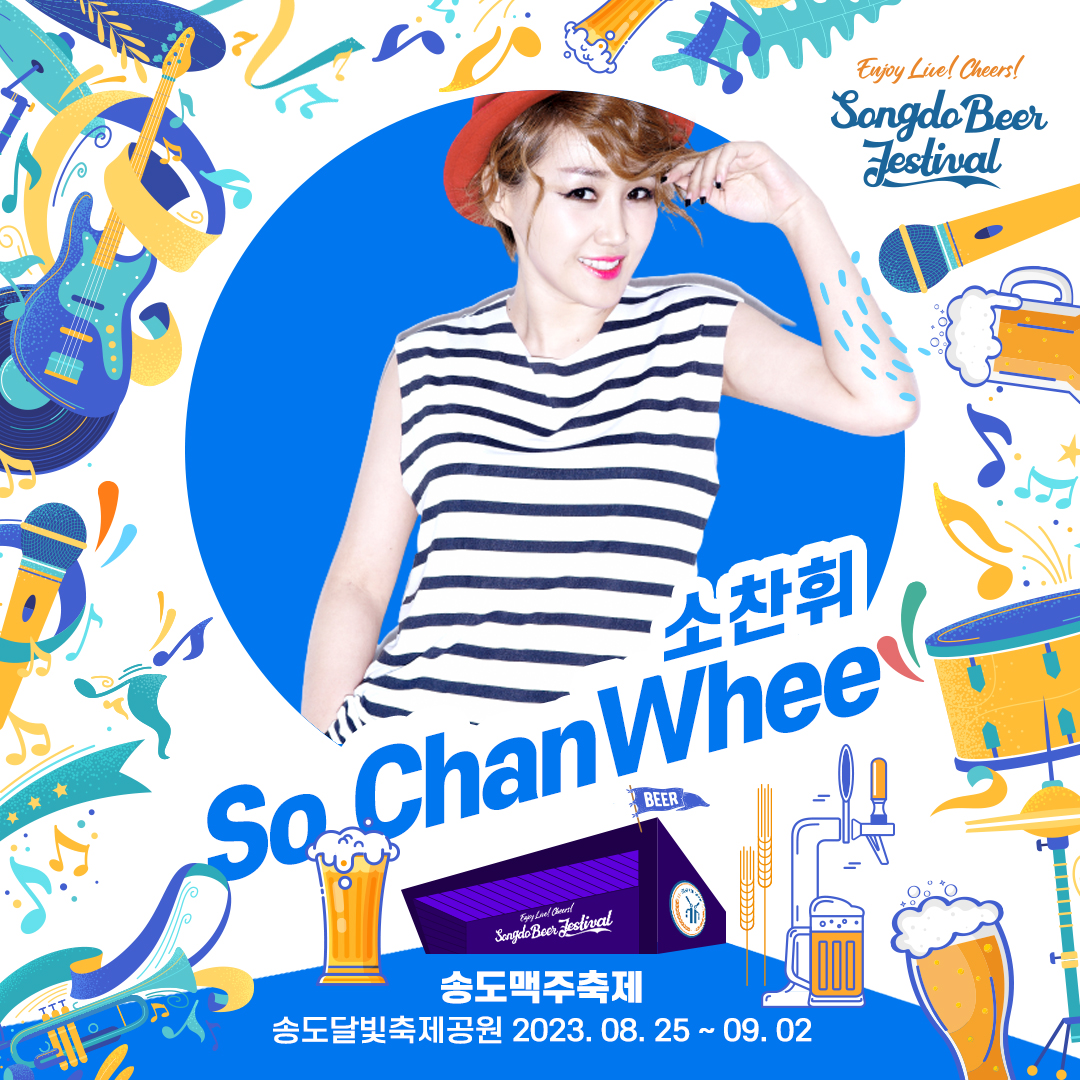 Enjoy Live! Cheers!
Songdo Beer
Festival
소찬휘
So ChanWhee
BEER
Enjoy Live! Cheers!
Songdo Beer Festival
송도맥주축제
송도달빛축제공원 2023. 08. 25 ~ 09. 02